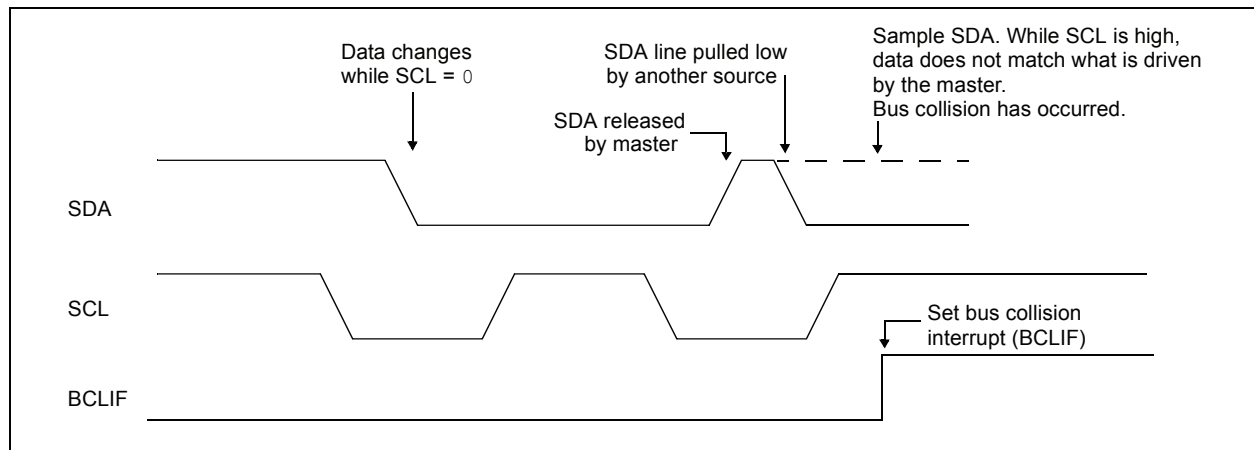 Data changes
while SCL = 0
SDA line pulled low
by another source
Sample SDA. While SCL is high,
data does not match what is driven
by the master.
Bus collision has occurred.
SDA released
by master
SDA
SCL
Set bus collision
interrupt (BCLIF)
BCLIF